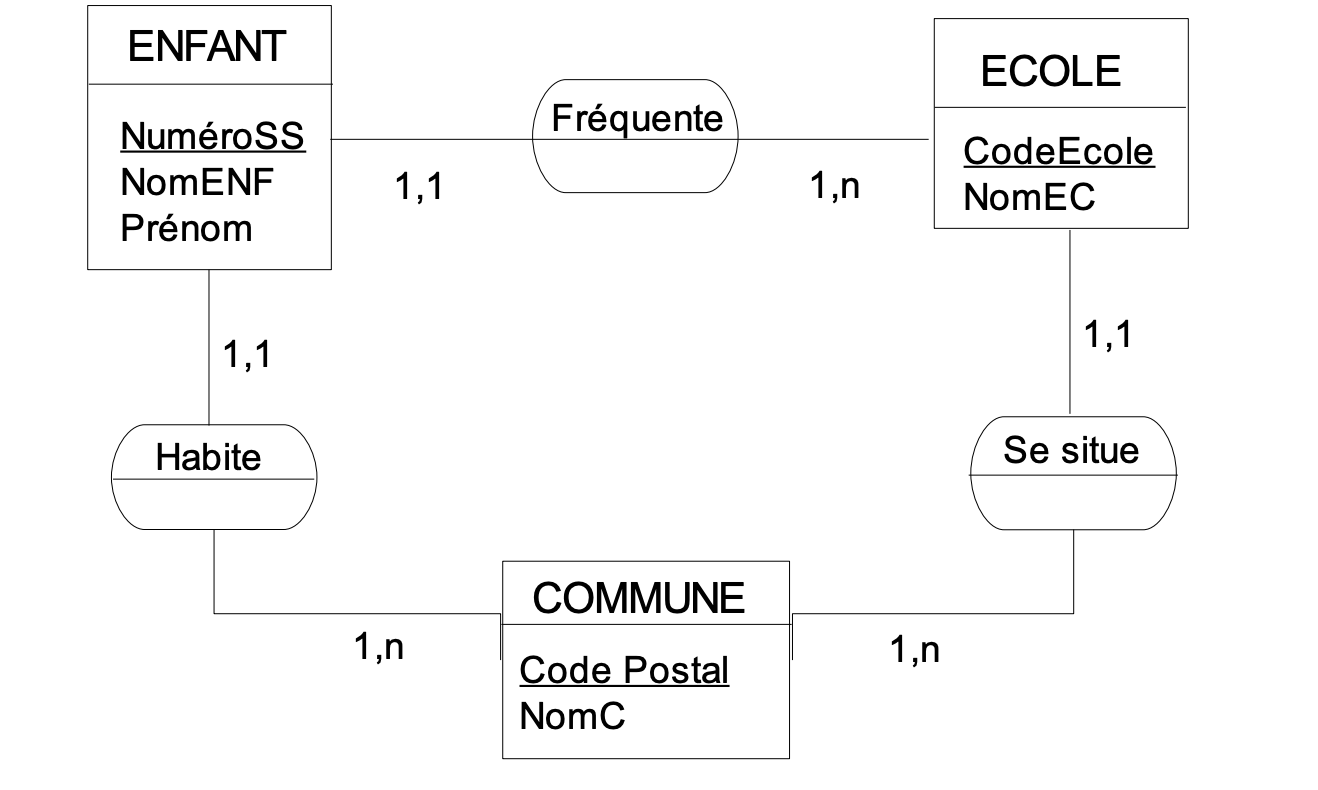 ENFANT
NuméroSS
NomENF
Prénom
Fréquente
1,1
1,n
ECOLE
CodeEcole
NomEC
1,1
1,1
Habite
Se situe
1,n
1,n
COMMUNE
Code Postal
NomC